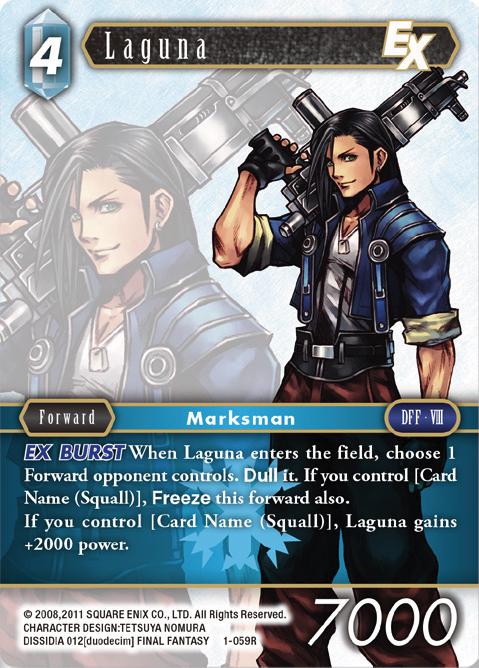 4
Laguna
EX
Forward
Marksman
DFF · VIII
EX BURST When Laguna enters the field, choose 1
Forward opponent controls. Dull it. If you control [Card
Name (Squall)], Freeze this forward also.
If you control [Card Name (Squall)], Laguna gains
+2000 power.
© 2008,2011 SQUARE ENIX CO., LTD. All Rights Reserved.
CHARACTER DESIGN:TETSUYA NOMURA
DISSIDIA 012[duodecim] FINAL FANTASY 1-059R
7000